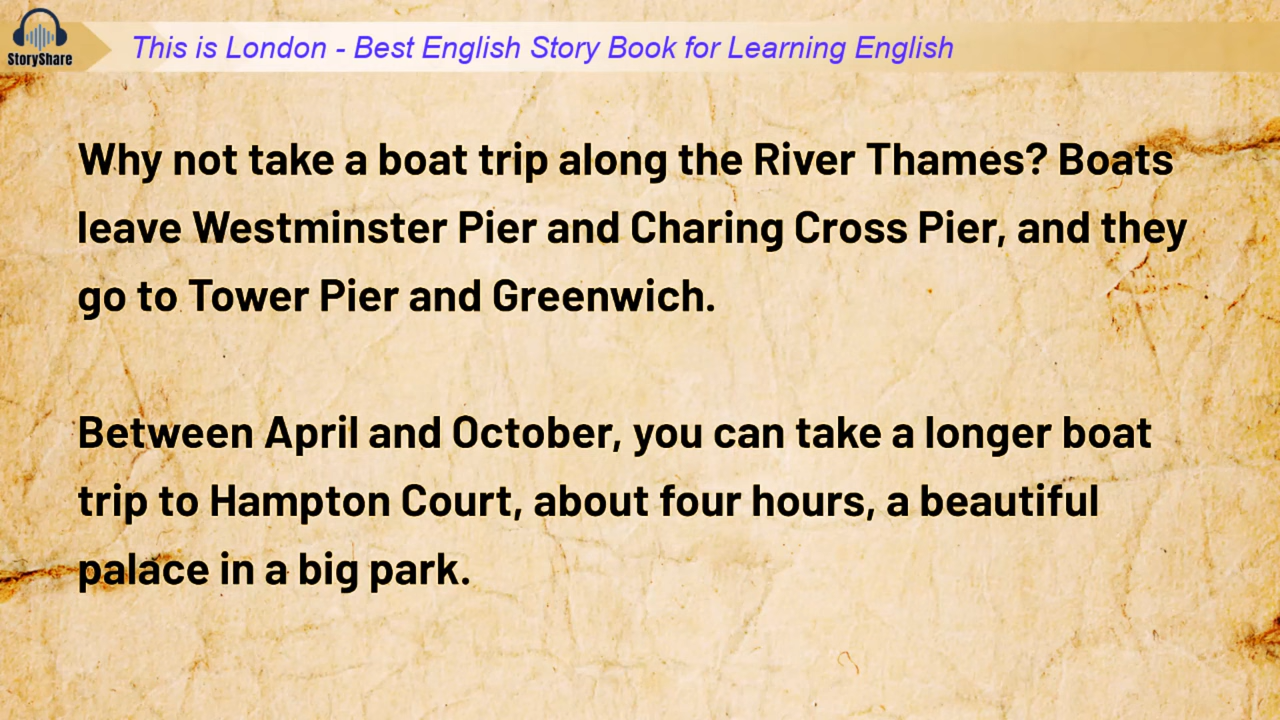 StoryShare
This is London - Best English Story Book for Learning English
Why not take a boat trip along the River Thames? Boats
leave Westminster Pier and Charing Cross Pier, and they
go to Tower Pier and Greenwich.
Between April and October, you can take a longer boat
trip to Hampton Court, about four hours, a beautiful
palace in a big park.